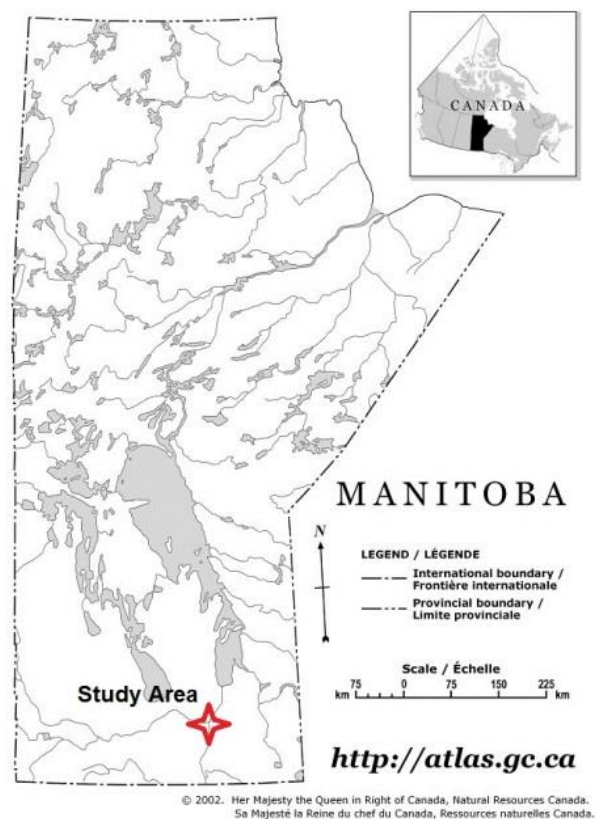 CANADA
MANITOBA
N
LEGEND / LÉGENDE
International boundary /
Frontière internationale
Provincial boundary /
Limite provinciale
Scale / Échelle
75 0 75 150 225
km km
Study Area
http://atlas.gc.ca
© 2002. Her Majesty the Queen in Right of Canada, Natural Resources Canada.
Sa Majesté la Reine du chef du Canada, Ressources naturelles Canada.